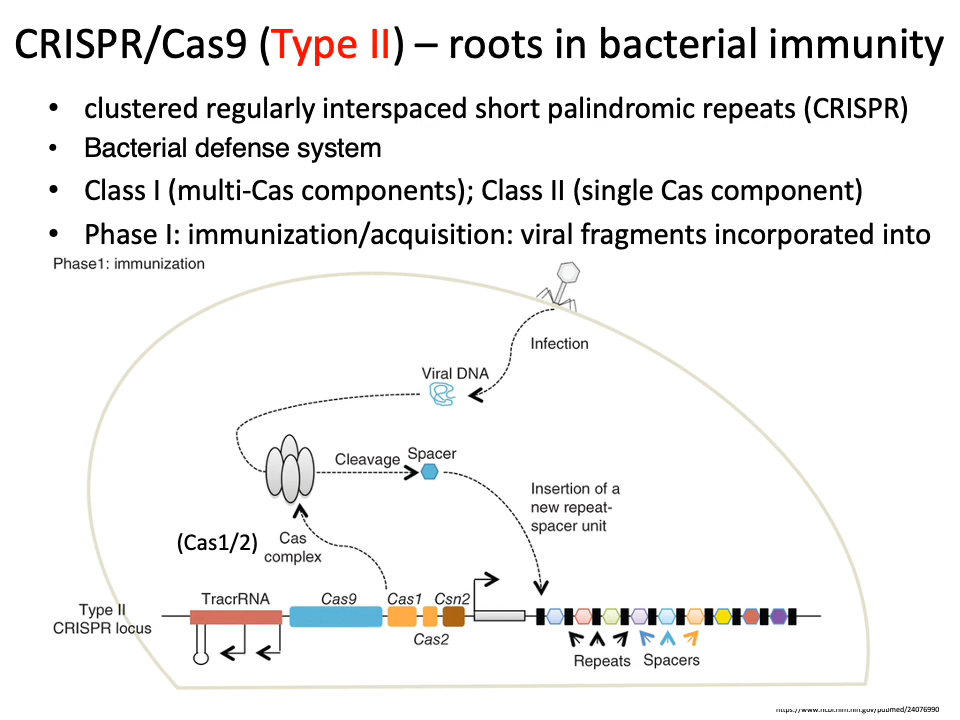 CRISPR/Cas9 (Type II) – roots in bacterial immunity
• clustered regularly interspaced short palindromic repeats (CRISPR)
• Bacterial defense system
• Class I (multi-Cas components); Class II (single Cas component)
• Phase I: immunization/acquisition: viral fragments incorporated into
Phase1: immunization
Infection
Viral DNA
Cleavage
Spacer
Insertion of a
new repeat-
spacer unit
(Cas1/2)
Cas
complex
TracrRNA
Cas9
Cas1
Csn2
Cas2
Type II
CRISPR locus
Repeats
Spacers
https://www.ncbi.nlm.nih.gov/pubmed/24076990